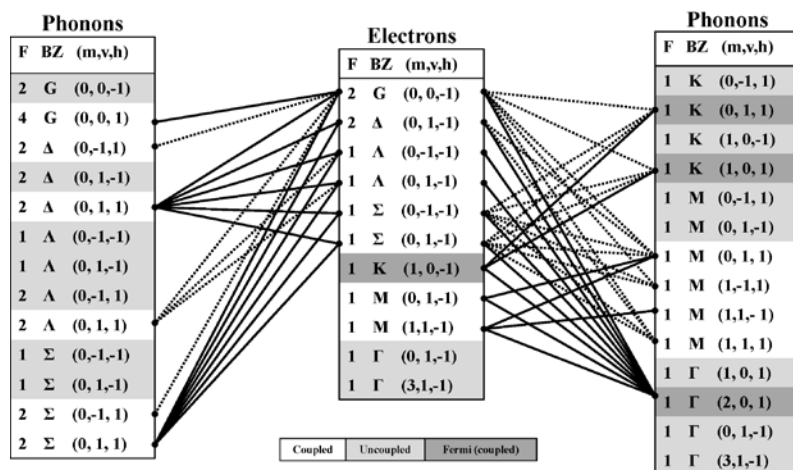 Phonons
F BZ (m,v,h)
2 G (0, 0,-1)
4 G (0, 0, 1)
2 Δ (0,-1,1)
2 Δ (0, 1,-1)
2 Δ (0, 1, 1)
1 Λ (0,-1,-1)
1 Λ (0, 1,-1)
2 Λ (0,-1, 1)
2 Λ (0, 1, 1)
1 Σ (0,-1,-1)
1 Σ (0, 1,-1)
2 Σ (0,-1, 1)
2 Σ (0, 1, 1)
Electrons
F BZ (m,v,h)
2 G (0, 0,-1)
2 Δ (0, 1,-1)
1 Λ (0,-1,-1)
1 Λ (0, 1,-1)
1 Σ (0,-1,-1)
1 Σ (0, 1,-1)
1 K (1, 0,-1)
1 M (0, 1,-1)
1 M (1,1,-1)
1 Γ (0, 1,-1)
1 Γ (3,1,-1)
Phonons
F BZ (m,v,h)
1 K (0,-1, 1)
1 K (0, 1, 1)
1 K (1, 0,-1)
1 K (1, 0, 1)
1 M (0,-1, 1)
1 M (0, 1,-1)
1 M (0, 1, 1)
1 M (1,-1,1)
1 M (1,1,- 1)
1 M (1, 1, 1)
1 Γ (1, 0, 1)
1 Γ (2, 0, 1)
1 Γ (0, 1,-1)
1 Γ (3,1,-1)
Coupled Uncoupled Fermi (coupled)